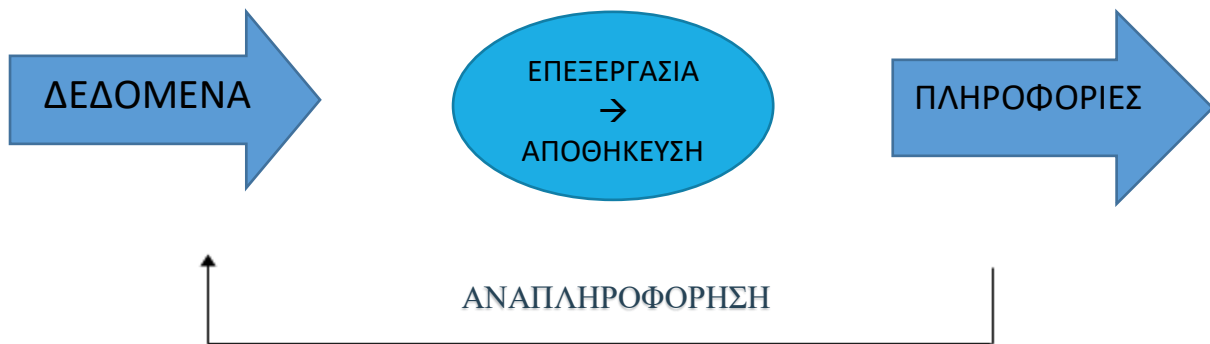 ΔΕΔΟΜΕΝΑ
ΕΠΕΞΕΡΓΑΣΙΑ
→
ΑΠΟΘΗΚΕΥΣΗ
ΠΛΗΡΟΦΟΡΙΕΣ
ΑΝΑΠΛΗΡΟΦΟΡΗΣΗ